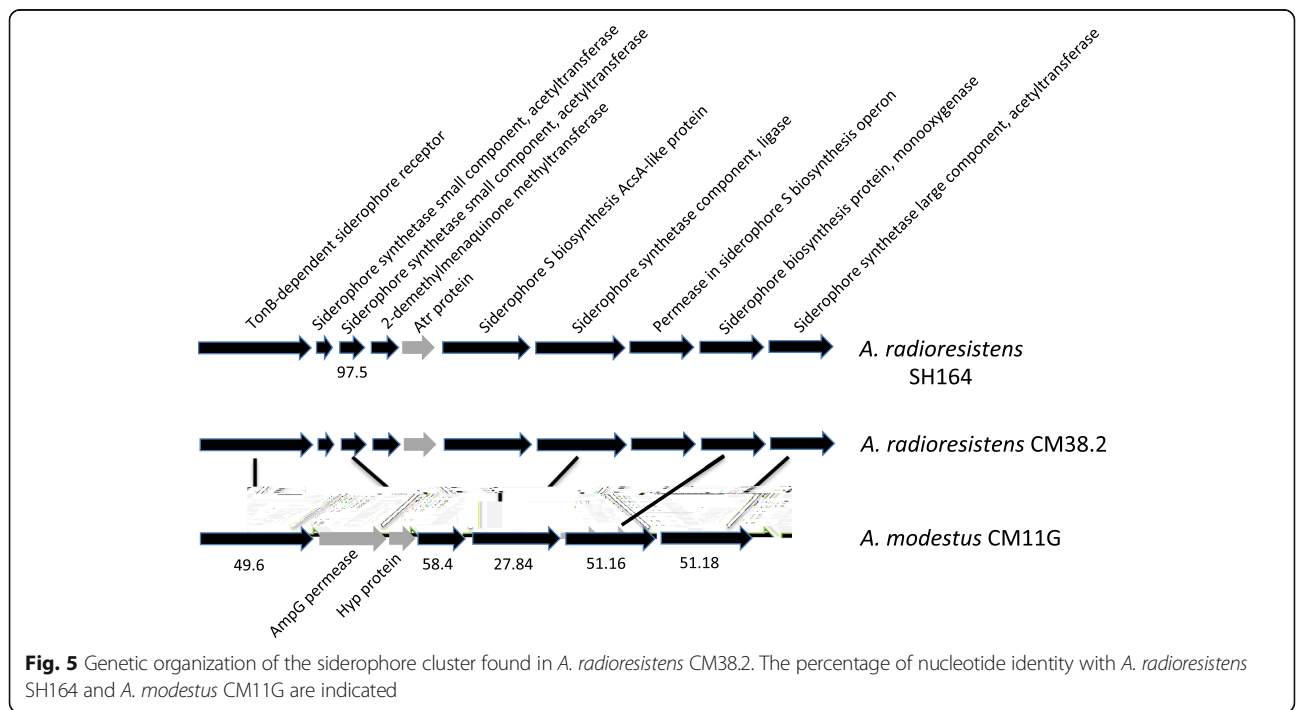 TonB-dependent siderophore receptor
Siderophore synthetase small component, acetyltransferase
Siderophore synthetase small component, acetyltransferase
2-demethylmenaquinone methyltransferase
Atr protein
Siderophore S biosynthesis AcsA-like protein
Siderophore synthetase component, ligase
Permease in siderophore S biosynthesis operon
Siderophore biosynthesis protein, monooxygenase
Siderophore synthetase large component, acetyltransferase
A. radioresistens
SH164
97.5
A. radioresistens CM38.2
A. modestus CM11G
49.6
AmpG permease
Hyp protein
58.4
27.84
51.16
51.18
Fig. 5 Genetic organization of the siderophore cluster found in A. radioresistens CM38.2. The percentage of nucleotide identity with A. radioresistens
SH164 and A. modestus CM11G are indicated